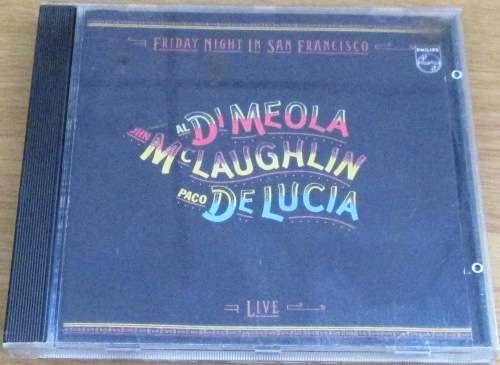 FRIDAY NIGHT IN SAN FRANCISCO
PHILIPS
AL DI MEOLA
JOHN McLAUGHLIN
PACO DE LUCIA
LIVE